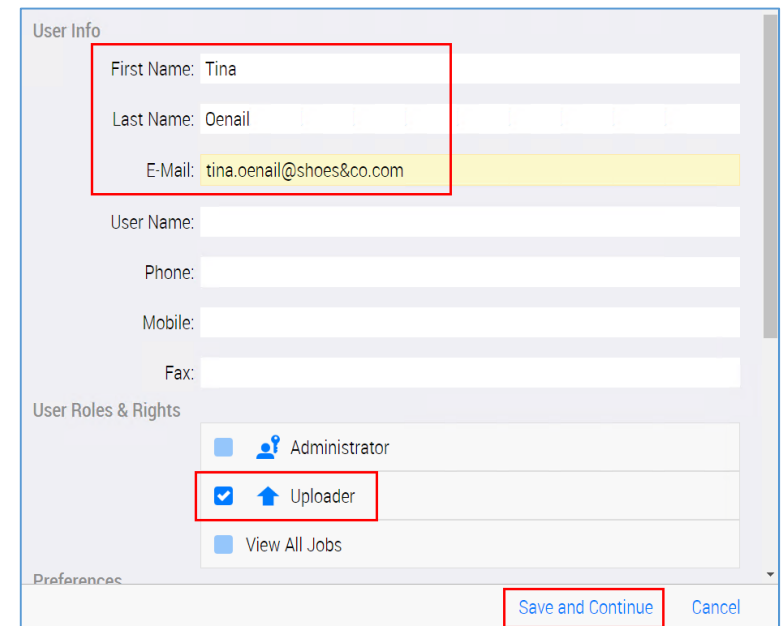 User Info
First Name: Tina
Last Name: Oenail
E-Mail: tina.oenail@shoes&co.com
User Name:
Phone:
Mobile:
Fax:
User Roles & Rights
Administrator
Uploader
View All Jobs
Preferences
Save and Continue Cancel